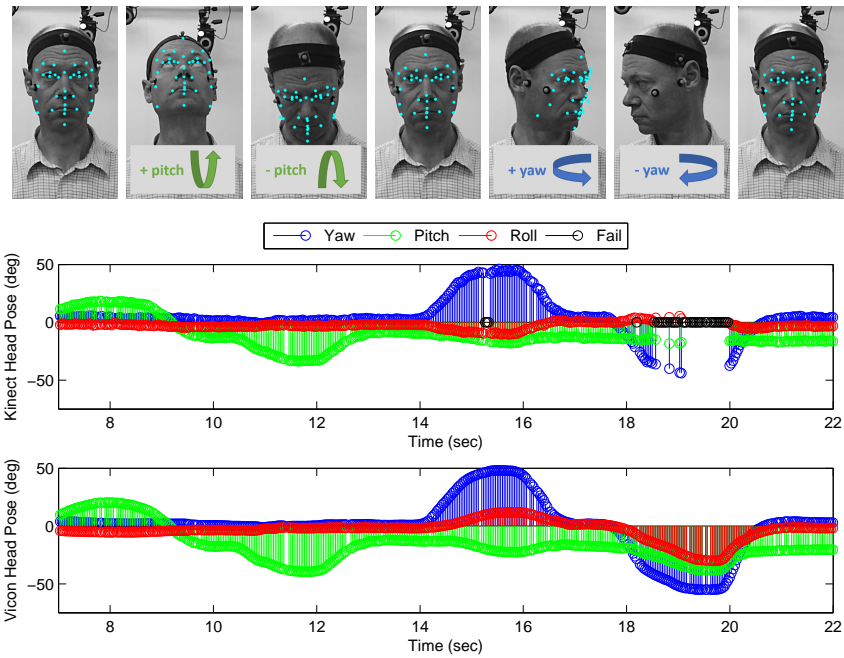 + pitch
- pitch
+ yaw
- yaw
Yaw Pitch Roll Fail
Kinect Head Pose (deg)
50
0
−50
8 10 12 14 16 18 20 22
Time (sec)
Vicon Head Pose (deg)
50
0
−50
8 10 12 14 16 18 20 22
Time (sec)